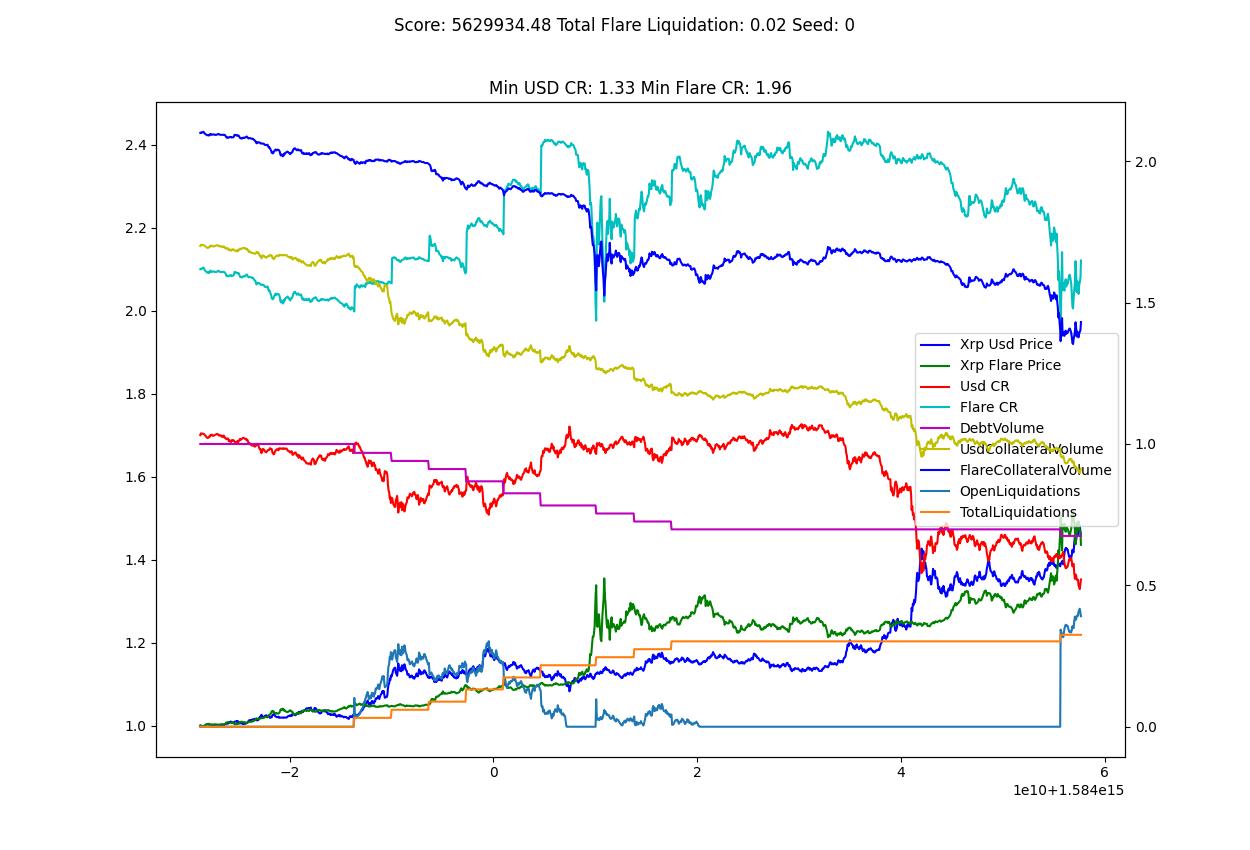 Score: 5629934.48 Total Flare Liquidation: 0.02 Seed: 0
Min USD CR: 1.33 Min Flare CR: 1.96
2.4
2.2
2.0
1.8
1.6
1.4
1.2
1.0
2.0
1.5
1.0
0.5
0.0
Xrp Usd Price
Xrp Flare Price
Usd CR
Flare CR
DebtVolume
UsdCollateralVolume
FlareCollateralVolume
OpenLiquidations
TotalLiquidations
−2 0 2 4 6
1e10+1.584e15